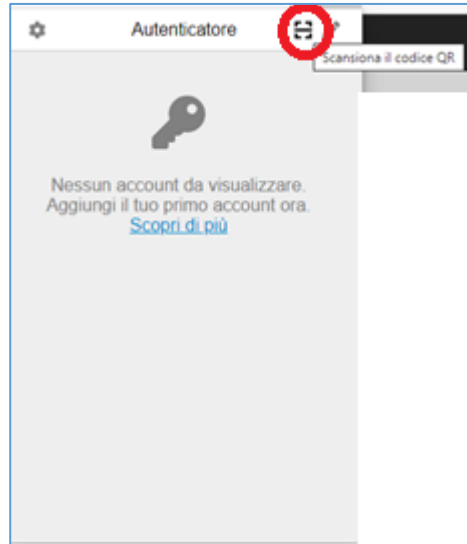 Autenticatore
Scansiona il codice QR
Nessun account da visualizzare.
Aggiungi il tuo primo account ora.
Scopri di più